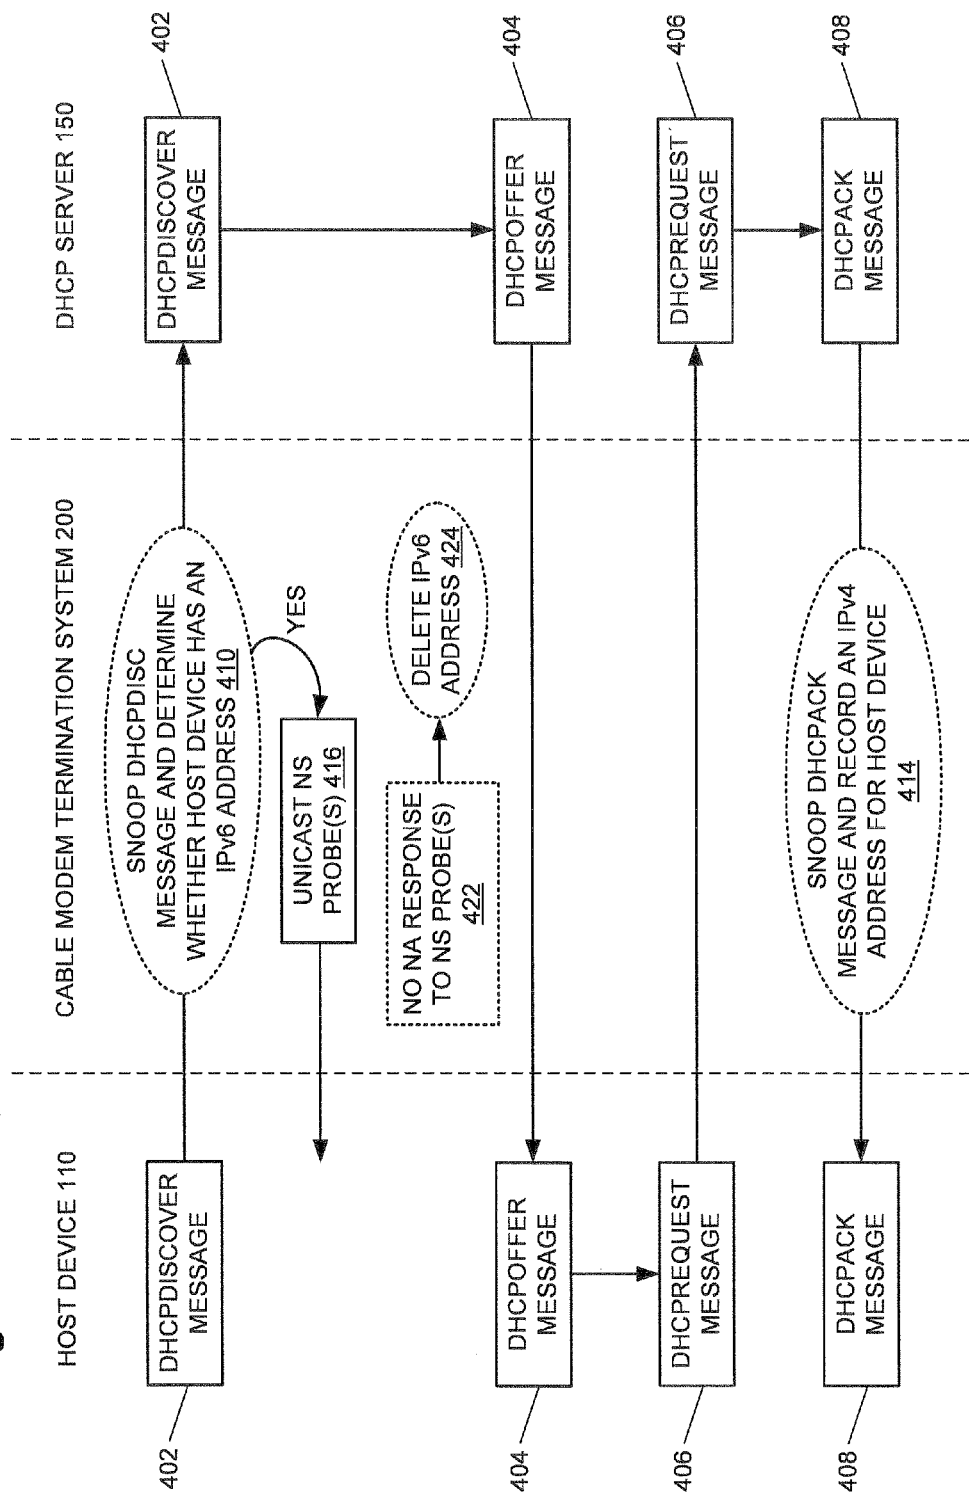 HOST DEVICE 110
CABLE MODEM TERMINATION SYSTEM 200
DHCP SERVER 150
402
DHCPDISCOVER
MESSAGE
SNOOP DHCPDISC
MESSAGE AND DETERMINE
WHETHER HOST DEVICE HAS AN
IPv6 ADDRESS 410
DHCPDISCOVER
MESSAGE
402
YES
UNICAST NS
PROBE(S) 416
NO NA RESPONSE
TO NS PROBE(S)
422
DELETE IPv6
ADDRESS 424
404
DHCPOFFER
MESSAGE
DHCPOFFER
MESSAGE
404
406
DHCPREQUEST
MESSAGE
DHCPREQUEST
MESSAGE
406
408
DHCPACK
MESSAGE
SNOOP DHCPACK
MESSAGE AND RECORD AN IPv4
ADDRESS FOR HOST DEVICE
414
DHCPACK
MESSAGE
408